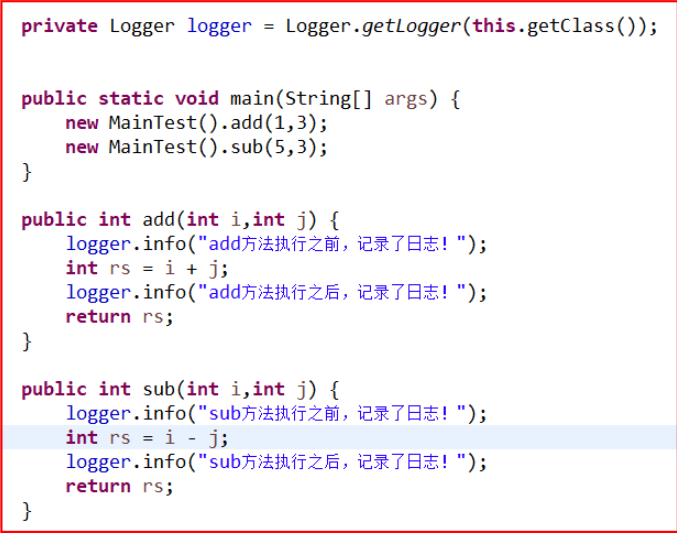 private Logger logger = Logger.getLogger(this.getClass());
public static void main(String[] args) {
new MainTest().add(1,3);
new MainTest().sub(5,3);
}
public int add(int i,int j) {
logger.info("add方法执行之前，记录了日志！");
int rs = i + j;
logger.info("add方法执行之后，记录了日志！");
return rs;
}
public int sub(int i,int j) {
logger.info("sub方法执行之前，记录了日志！");
int rs = i - j;
logger.info("sub方法执行之后，记录了日志！");
return rs;
}